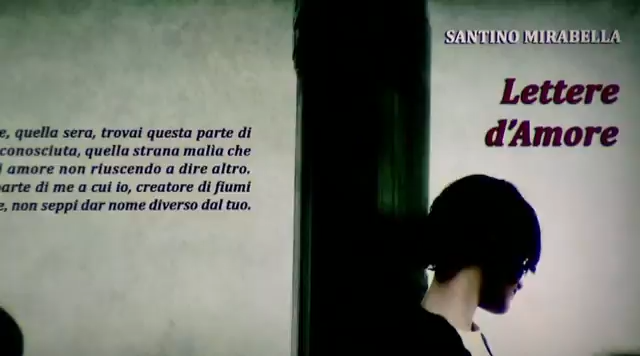 e, quella sera, trovai questa parte di
conosciuta, quella strana malìa che
amore non riuscendo a dire altro.
parte di me a cui io, creatore di fiumi
e, non seppi dar nome diverso dal tuo.
SANTINO MIRABELLA
Lettere
d'Amore